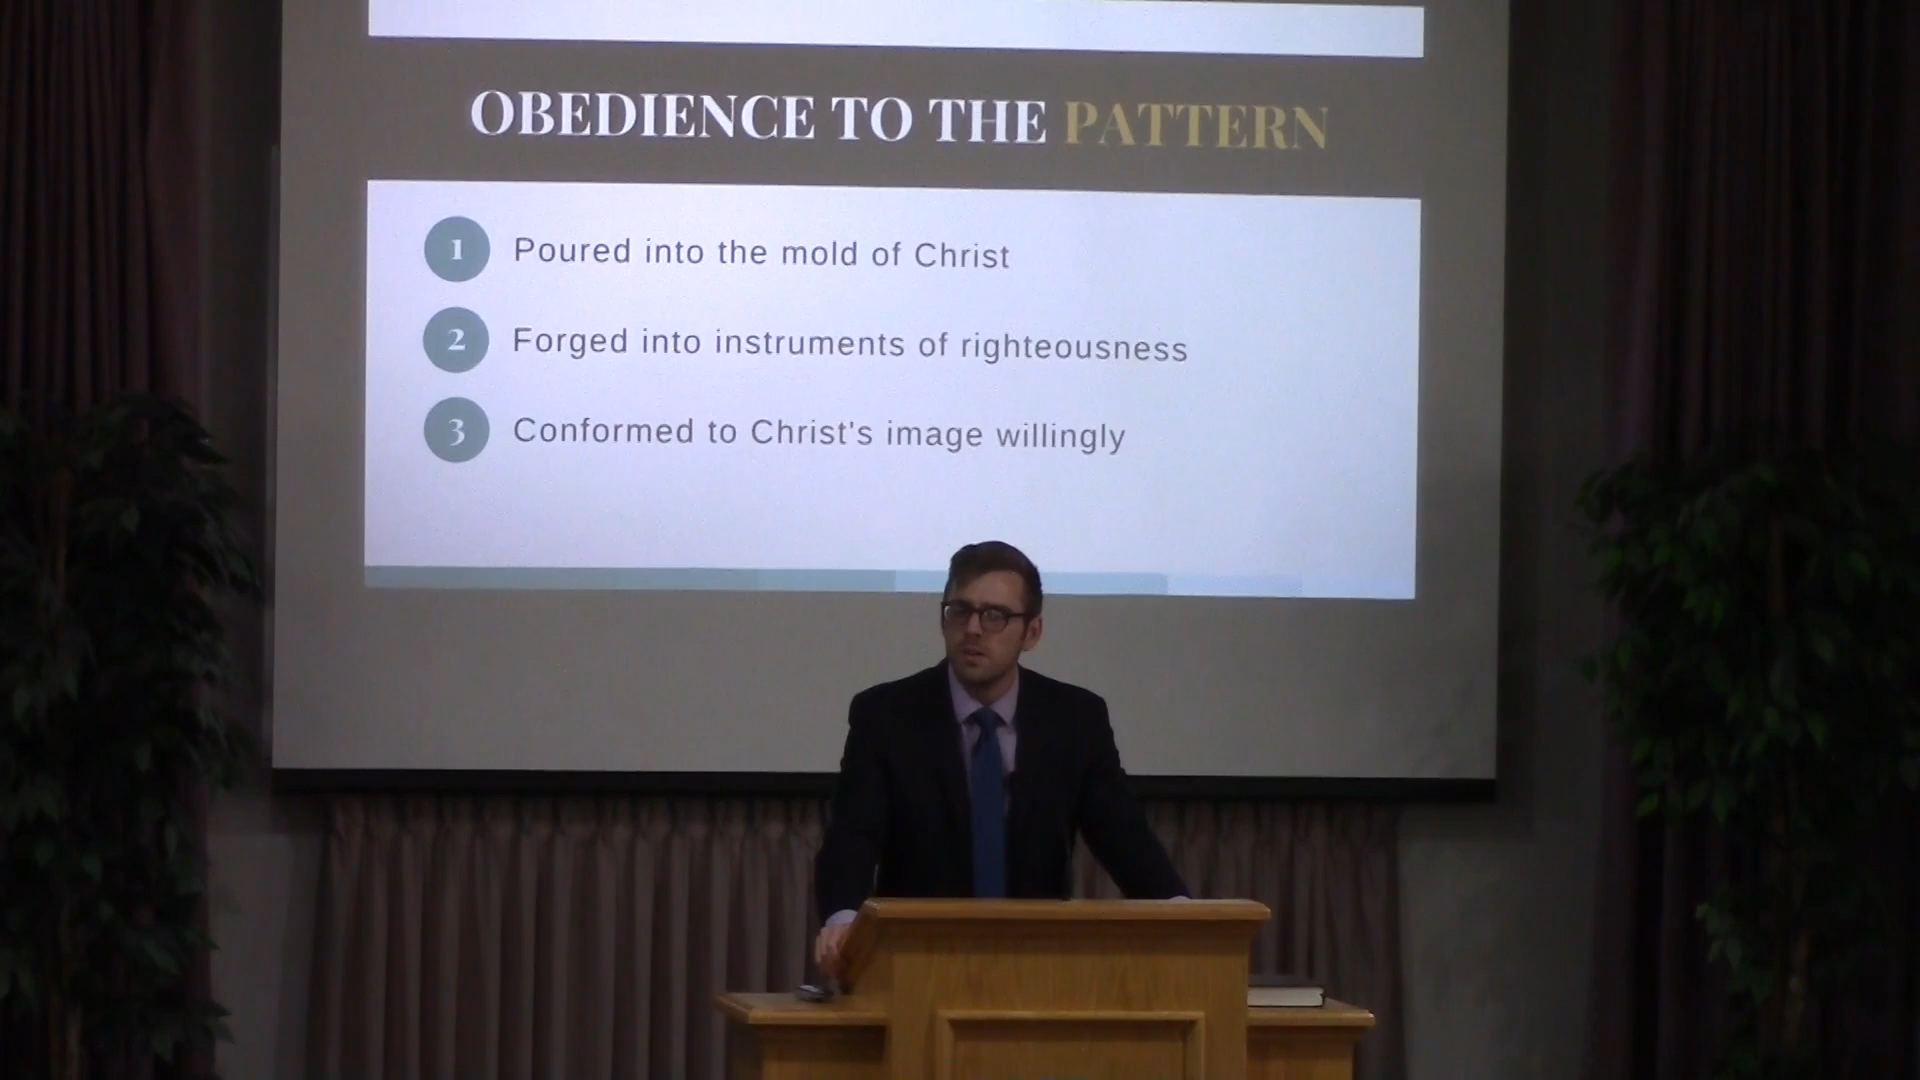 OBEDIENCE TO THE PATTERN
1 Poured into the mold of Christ
2 Forged into instruments of righteousness
3 Conformed to Christ's image willingly